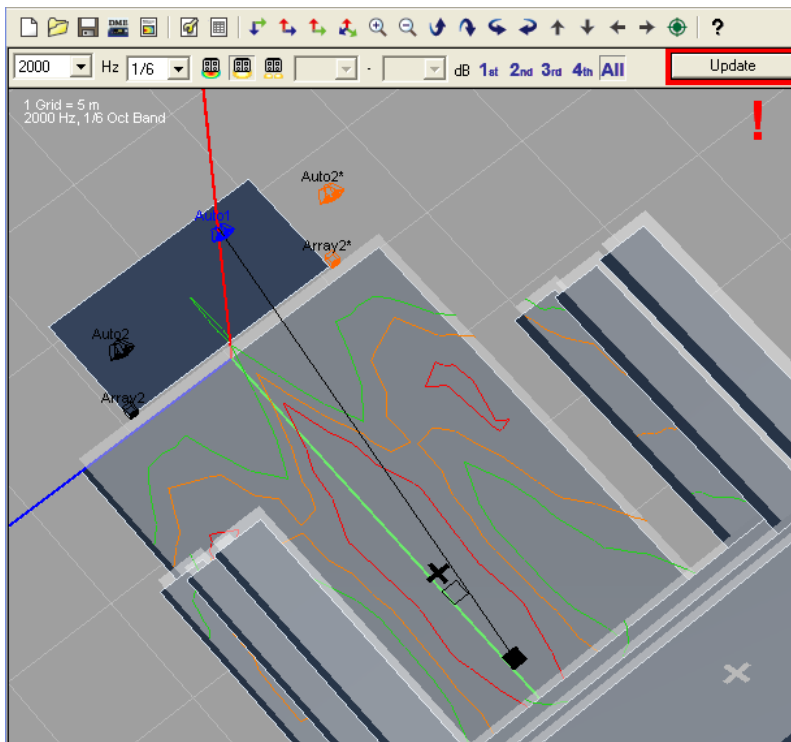 DMB
?
2000 Hz 1/6 - dB 1st 2nd 3rd 4th All Update
1 Grid = 5 m
2000 Hz, 1/6 Oct Band
!
Auto2*
Auto1
Array2*
Auto2
Array2